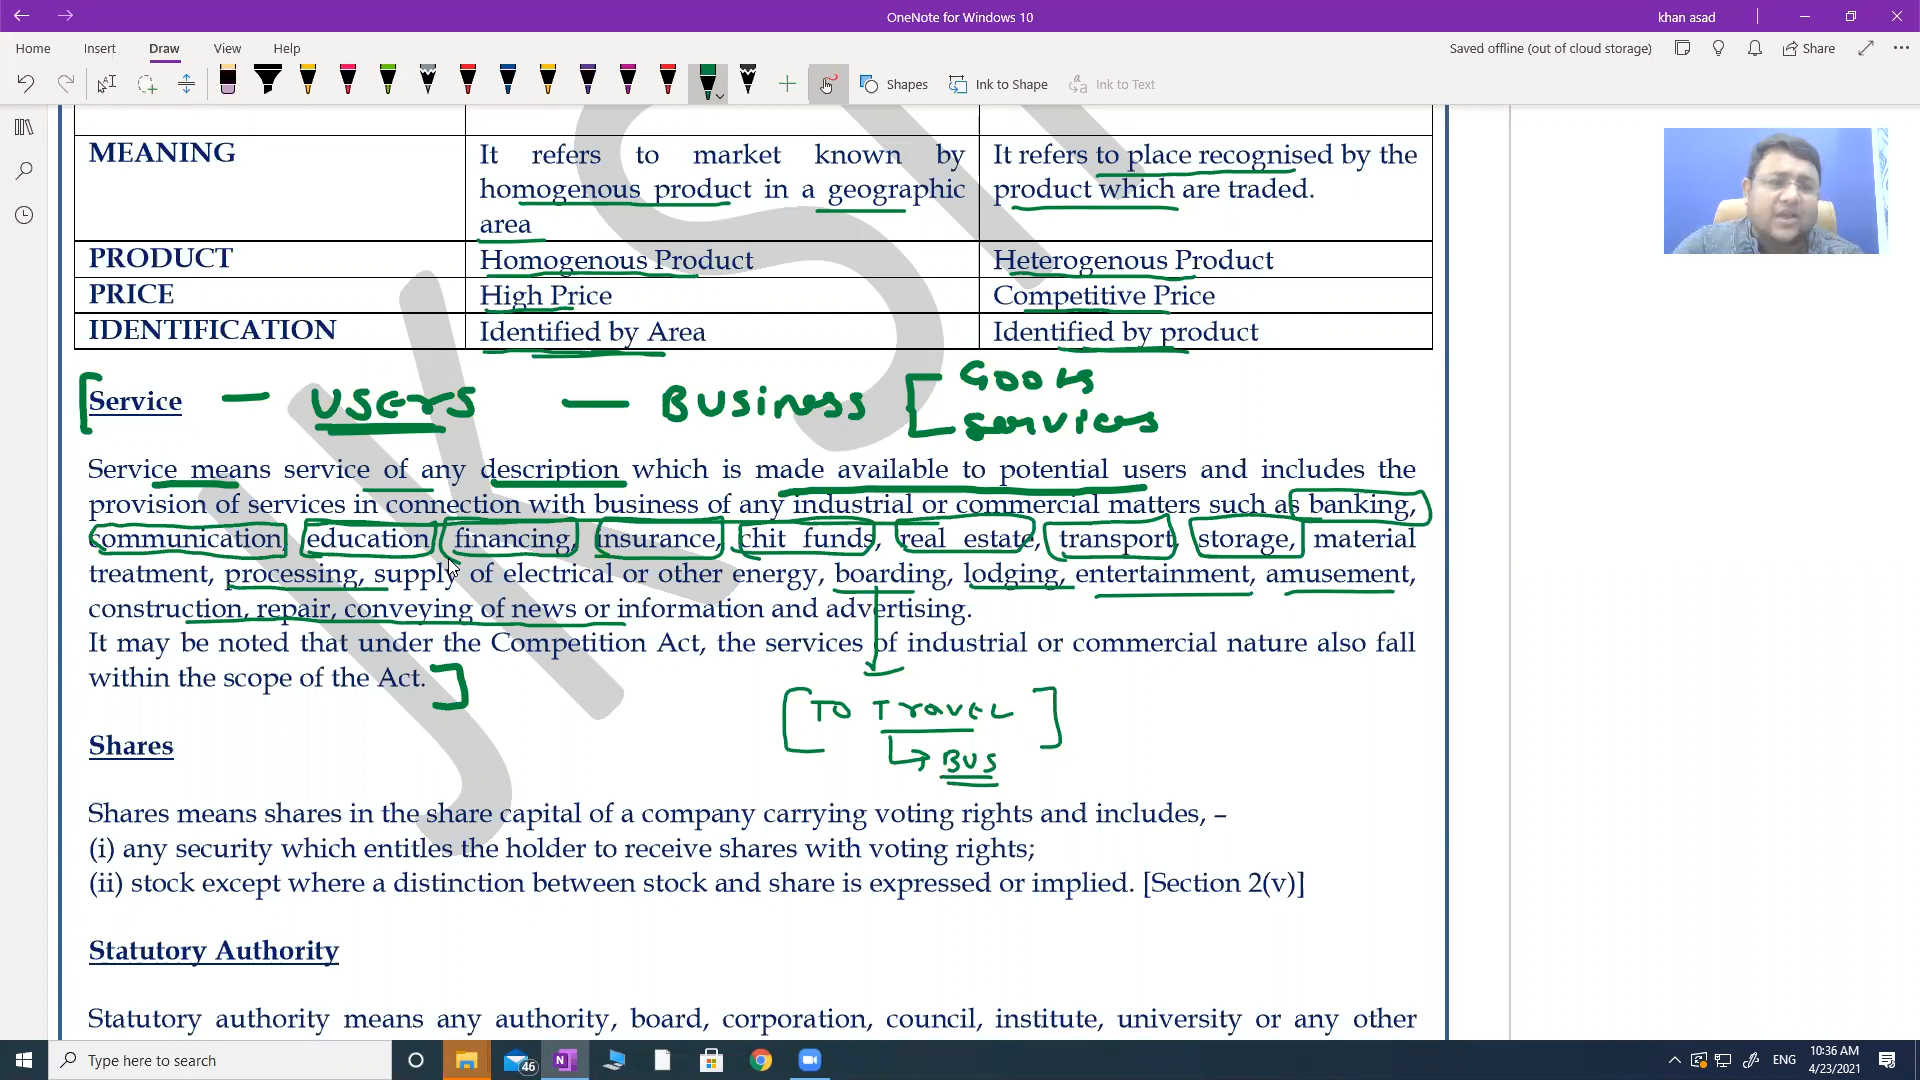 OneNote for Windows 10
khan asad
Home Insert Draw View Help
Saved offline (out of cloud storage)
Share
Shapes
Ink to Shape
Ink to Text
MEANING
It refers to market known by
homogenous product in a geographic
area
It refers to place recognised by the
product which are traded.
PRODUCT
Homogenous Product
Heterogenous Product
PRICE
High Price
Competitive Price
IDENTIFICATION
Identified by Area
Identified by product
Service — USErS — BUSiness [ GOODS
Services
Service means service of any description which is made available to potential users and includes the
provision of services in connection with business of any industrial or commercial matters such as banking,
communication, education, financing, insurance, chit funds, real estate, transport, storage, material
treatment, processing, supply of electrical or other energy, boarding, lodging, entertainment, amusement,
construction, repair, conveying of news or information and advertising.
It may be noted that under the Competition Act, the services of industrial or commercial nature also fall
within the scope of the Act. ]
[ TO Travel ]
BUS
Shares
Shares means shares in the share capital of a company carrying voting rights and includes, –
(i) any security which entitles the holder to receive shares with voting rights;
(ii) stock except where a distinction between stock and share is expressed or implied. [Section 2(v)]
Statutory Authority
Statutory authority means any authority, board, corporation, council, institute, university or any other
Type here to search
46
ENG
10:36 AM
4/23/2021